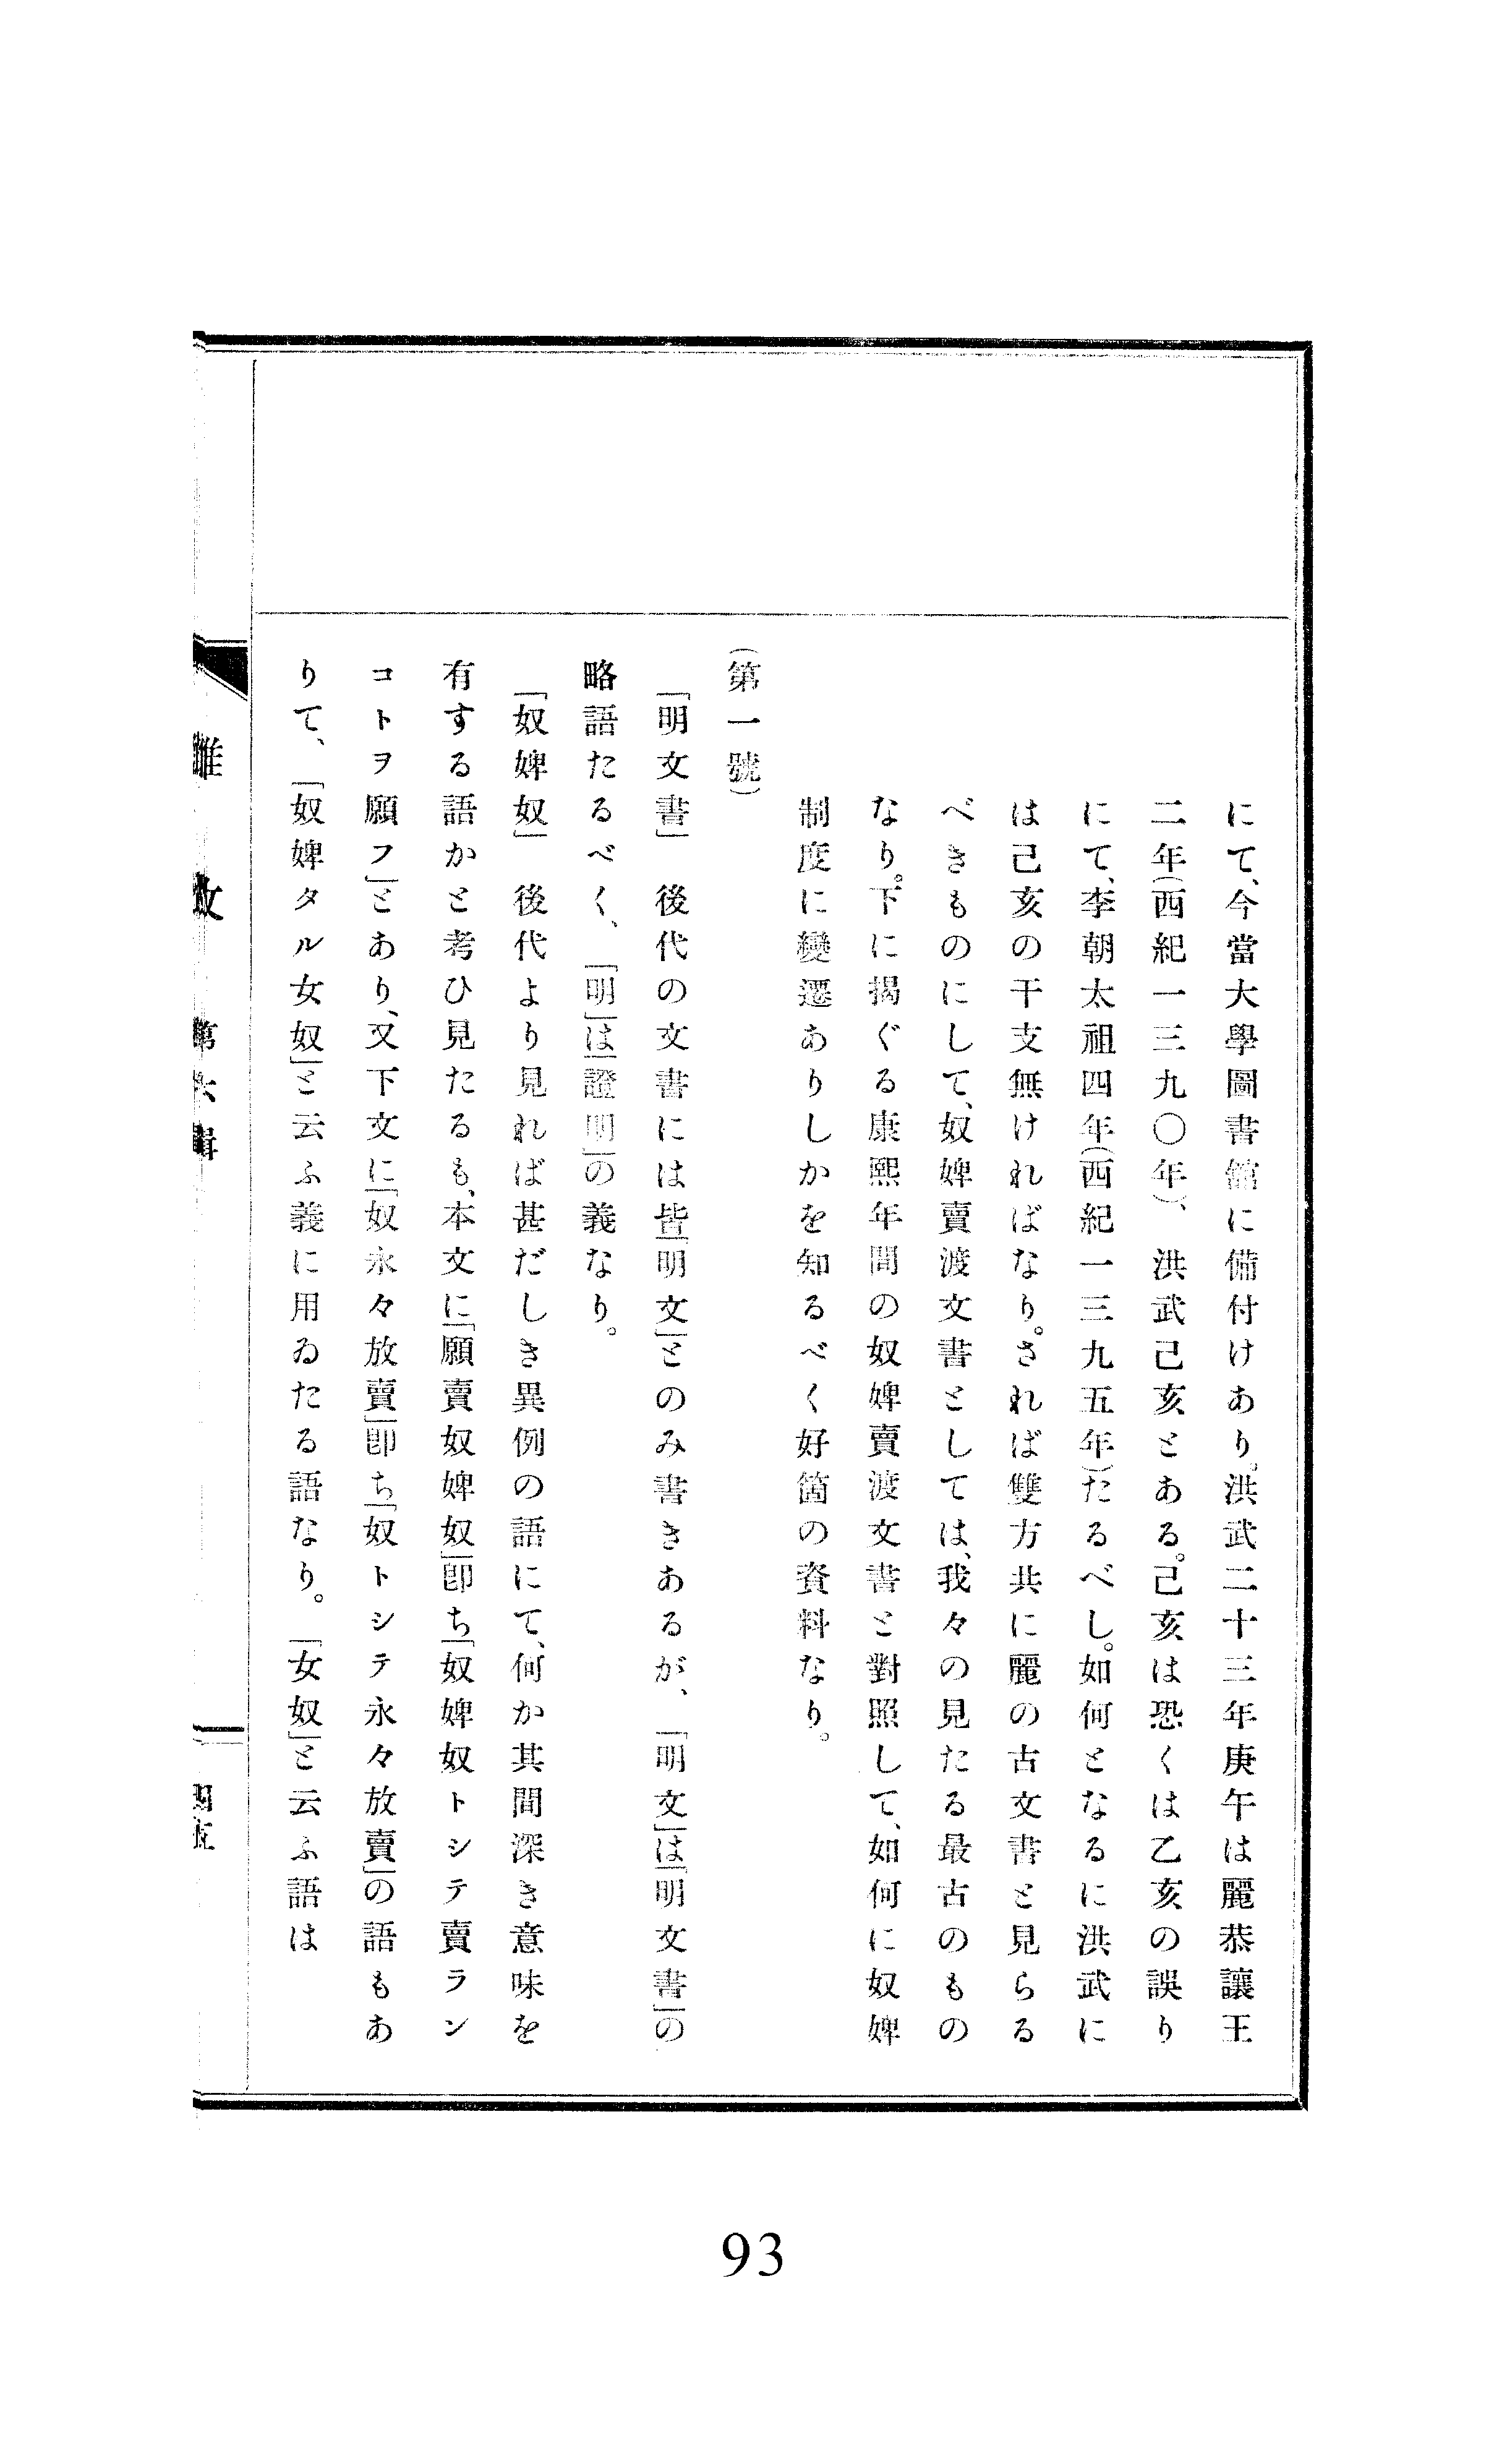 にて、今當大學圖書館に備付けあり。洪武二十三年庚午は麗恭讓王
二年(西紀一三九〇年)、洪武己亥とある。己亥は恐くは乙亥の誤り
にて、李朝太祖四年(西紀一三九五年)たるべし。如何となるに洪武に
は己亥の干支無ければなり。されば雙方共に麗の古文書と見らる
べきものにして、奴婢賣渡文書としては、我々の見たる最古のもの
なり。下に揭ぐる康熙年間の奴婢賣渡文書と對照して、如何に奴婢
制度に變遷ありしかを知るべく好箇の資料なり。
(第一號)
「明文書」 後代の文書には皆「明文」とのみ書きあるが、「明文」は「明文書」の
略語たるべく、「明」は「證明」の義なり。
「奴婢奴」 後代より見れば甚だしき異例の語にて、何か其間深き意味を
有する語かと考ひ見たるも、本文に「願賣奴婢奴」卽ち「奴婢奴トシテ賣ラン
コトヲ願フ」とあり、又下文に「奴永々放賣」卽ち「奴トシテ永々放賣」の語もあ
りて、「奴婢タル女奴」と云ふ義に用ゐたる語なり。「女奴」と云ふ語は
雜攷 第六輯
四五
93